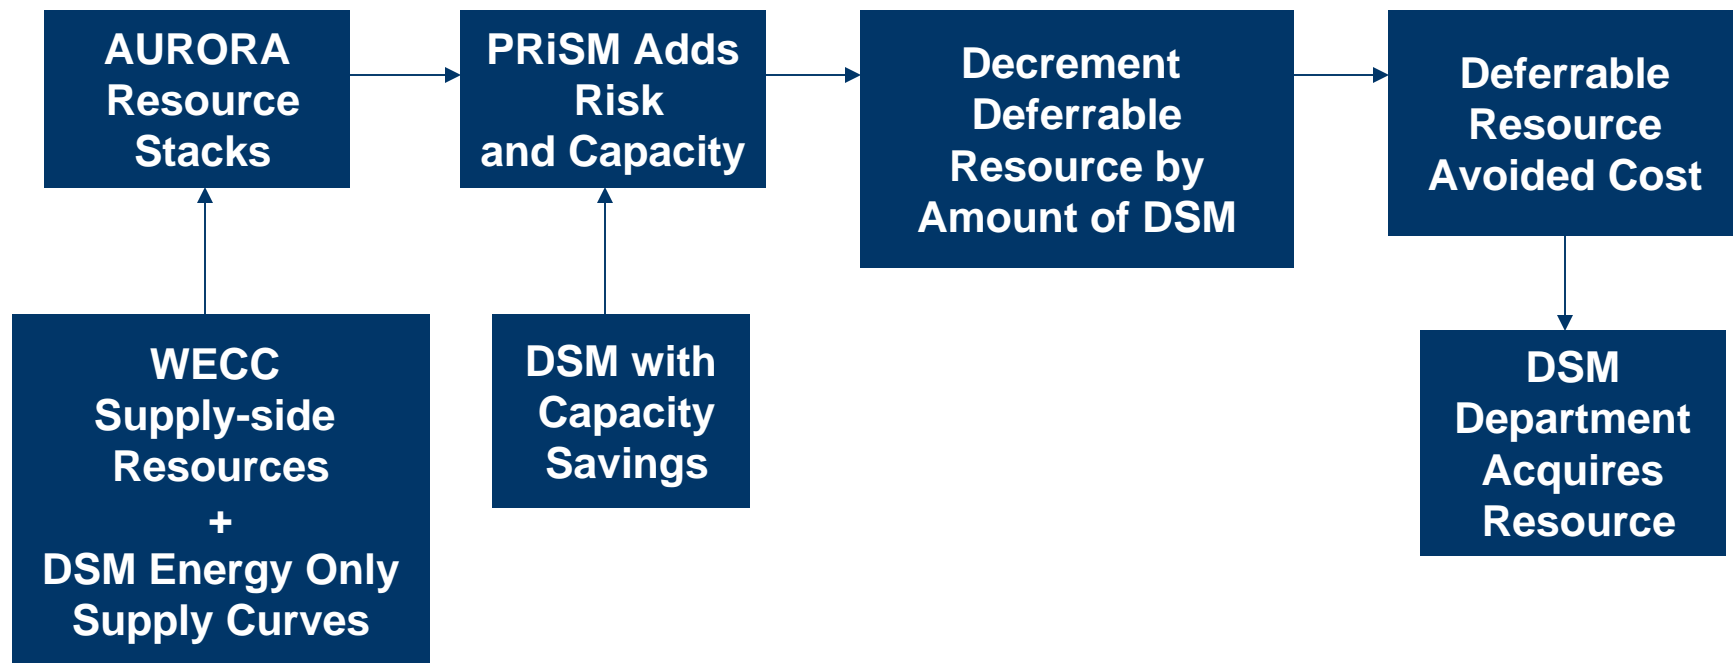 AURORA
Resource
Stacks
PRiSM Adds
Risk
and Capacity
Decrement
Deferrable
Resource by
Amount of DSM
Deferrable
Resource
Avoided Cost
WECC
Supply-side
Resources
+
DSM Energy Only
Supply Curves
DSM with
Capacity
Savings
DSM
Department
Acquires
Resource